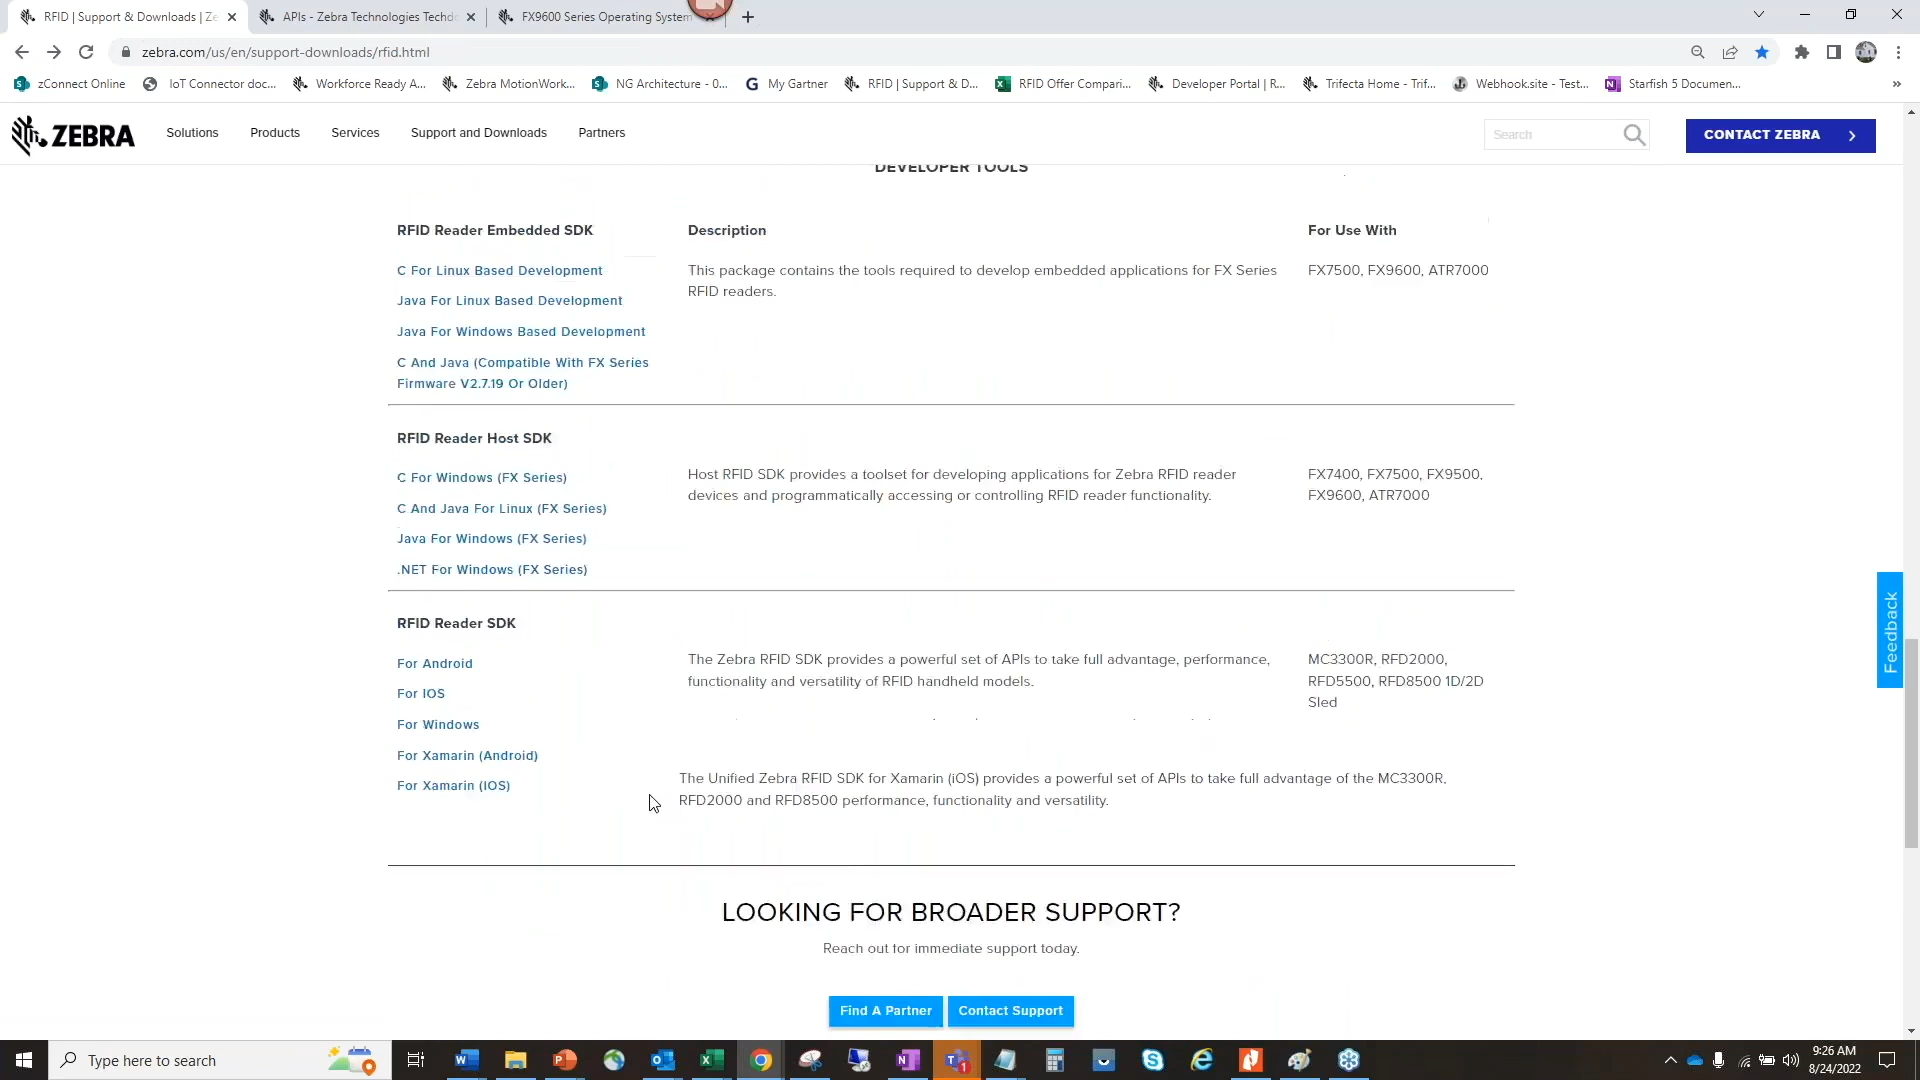 RFID | Support & Downloads | Ze
APIs - Zebra Technologies Techdo
FX9600 Series Operating System
zebra.com/us/en/support-downloads/rfid.html
zConnect Online
IoT Connector doc...
Workforce Ready A...
Zebra MotionWork...
NG Architecture - 0...
My Gartner
RFID | Support & D...
RFID Offer Compari...
Developer Portal | R...
Trifecta Home - Trif...
Webhook.site - Test...
Starfish 5 Documen...
ZEBRA
Solutions
Products
Services
Support and Downloads
Partners
Search
CONTACT ZEBRA
DEVELOPER TOOLS
RFID Reader Embedded SDK
Description
For Use With
C For Linux Based Development
Java For Linux Based Development
Java For Windows Based Development
C And Java (Compatible With FX Series
Firmware V2.7.19 Or Older)
This package contains the tools required to develop embedded applications for FX Series
RFID readers.
FX7500, FX9600, ATR7000
RFID Reader Host SDK
C For Windows (FX Series)
C And Java For Linux (FX Series)
Java For Windows (FX Series)
.NET For Windows (FX Series)
Host RFID SDK provides a toolset for developing applications for Zebra RFID reader
devices and programmatically accessing or controlling RFID reader functionality.
FX7400, FX7500, FX9500,
FX9600, ATR7000
RFID Reader SDK
For Android
For IOS
For Windows
For Xamarin (Android)
For Xamarin (IOS)
The Zebra RFID SDK provides a powerful set of APIs to take full advantage, performance,
functionality and versatility of RFID handheld models.
MC3300R, RFD2000,
RFD5500, RFD8500 1D/2D
Sled
The Unified Zebra RFID SDK for Xamarin (iOS) provides a powerful set of APIs to take full advantage of the MC3300R,
RFD2000 and RFD8500 performance, functionality and versatility.
Feedback
LOOKING FOR BROADER SUPPORT?
Reach out for immediate support today.
Find A Partner
Contact Support
Type here to search
9:26 AM
8/24/2022